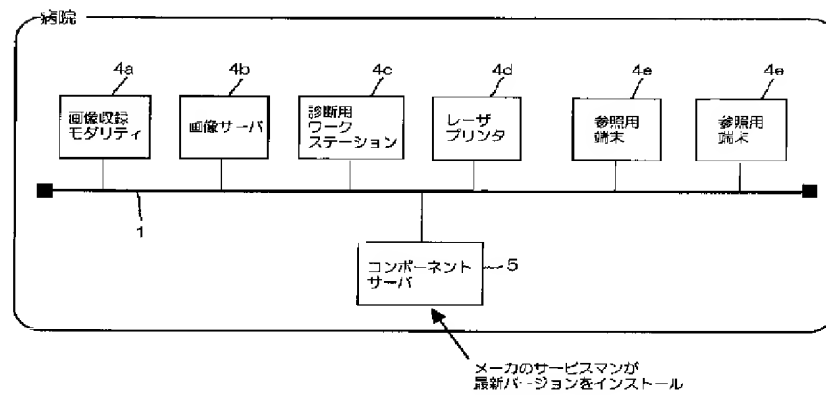 病院
4a
4b
4c
4d
4e
4e
画像収録
モダリティ
画像サーバ
診断用
ワーク
ステーション
レーザ
プリンタ
参照用
端末
参照用
端末
1
コンポーネント
サーバ
5
メーカのサービスマンが
最新バージョンをインストール